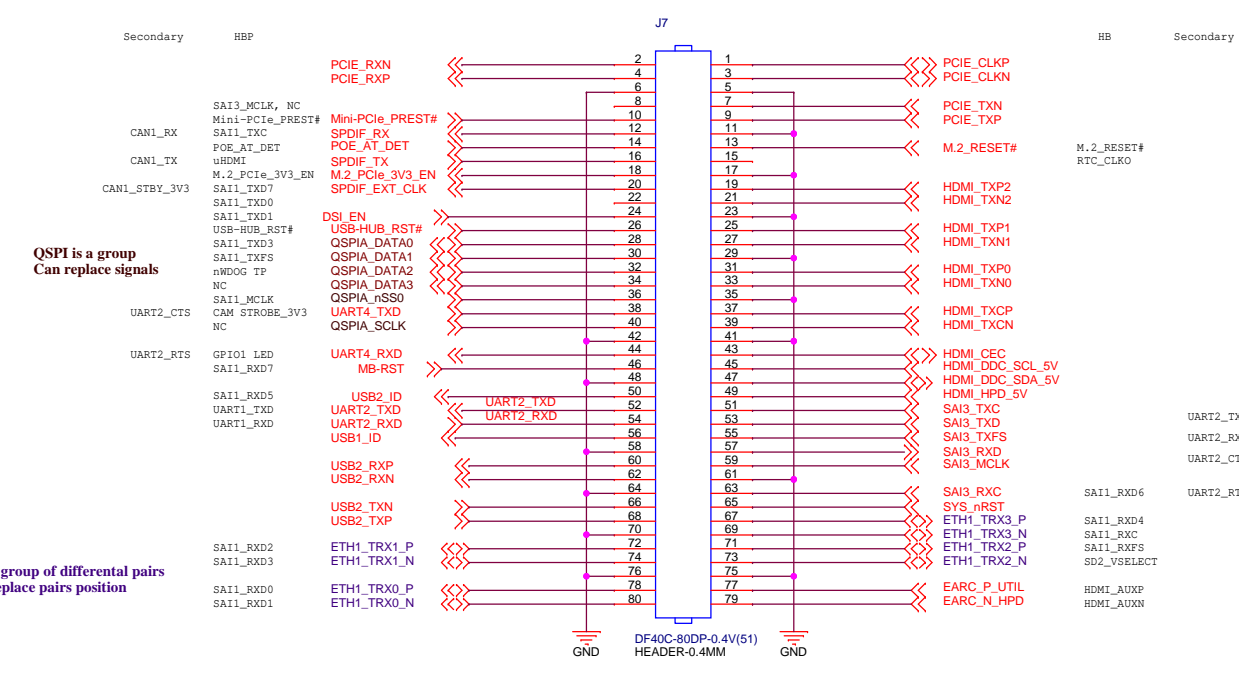 J7
Secondary HBP HB Secondary
PCIE_RXN 2 1 PCIE_CLKP
PCIE_RXP 4 3 PCIE_CLKN
6 5
SAI3_MCLK, NC 8 7 PCIE_TXN
Mini-PCIe_PREST# Mini-PCIe_PREST# 10 9 PCIE_TXP
CAN1_RX SAI1_TXC SPDIF_RX 12 11
POE_AT_DET POE_AT_DET 14 13 M.2_RESET# M.2_RESET#
CAN1_TX uHDMI SPDIF_TX 16 15 RTC_CLKO
M.2_PCIe_3V3_EN M.2_PCIe_3V3_EN 18 17
CAN1_STBY_3V3 SAI1_TXD7 SPDIF_EXT_CLK 20 19 HDMI_TXP2
SAI1_TXD0 22 21 HDMI_TXN2
SAI1_TXD1 DSI_EN 24 23
USB-HUB_RST# USB-HUB_RST# 26 25 HDMI_TXP1
SAI1_TXD3 QSPIA_DATA0 28 27 HDMI_TXN1
QSPI is a group
SAI1_TXFS QSPIA_DATA1 30 29
Can replace signals
nWDOG TP QSPIA_DATA2 32 31 HDMI_TXP0
NC QSPIA_DATA3 34 33 HDMI_TXN0
SAI1_MCLK QSPIA_nSS0 36 35
UART2_CTS CAM STROBE_3V3 UART4_TXD 38 37 HDMI_TXCP
NC QSPIA_SCLK 40 39 HDMI_TXCN
42 41
UART2_RTS GPIO1 LED UART4_RXD 44 43 HDMI_CEC
SAI1_RXD7 MB-RST 46 45 HDMI_DDC_SCL_5V
48 47 HDMI_DDC_SDA_5V
SAI1_RXD5 USB2_ID 50 49 HDMI_HPD_5V
UART1_TXD UART2_TXD UART2_TXD 52 51 SAI3_TXC
UART1_RXD UART2_RXD UART2_RXD 54 53 SAI3_TXD UART2_TX
USB1_ID 56 55 SAI3_TXFS UART2_RX
58 57 SAI3_RXD
USB2_RXP 60 59 SAI3_MCLK UART2_CT
USB2_RXN 62 61
64 63 SAI3_RXC SAI1_RXD6 UART2_RT
USB2_TXN 66 65 SYS_nRST
USB2_TXP 68 67 ETH1_TRX3_P SAI1_RXD4
70 69 ETH1_TRX3_N SAI1_RXC
SAI1_RXD2 ETH1_TRX1_P 72 71 ETH1_TRX2_P SAI1_RXFS
SAI1_RXD3 ETH1_TRX1_N 74 73 ETH1_TRX2_N SD2_VSELECT
group of differental pairs
76 75
eplace pairs position
SAI1_RXD0 ETH1_TRX0_P 78 77 EARC_P_UTIL HDMI_AUXP
SAI1_RXD1 ETH1_TRX0_N 80 79 EARC_N_HPD HDMI_AUXN
DF40C-80DP-0.4V(51)
GND HEADER-0.4MM GND